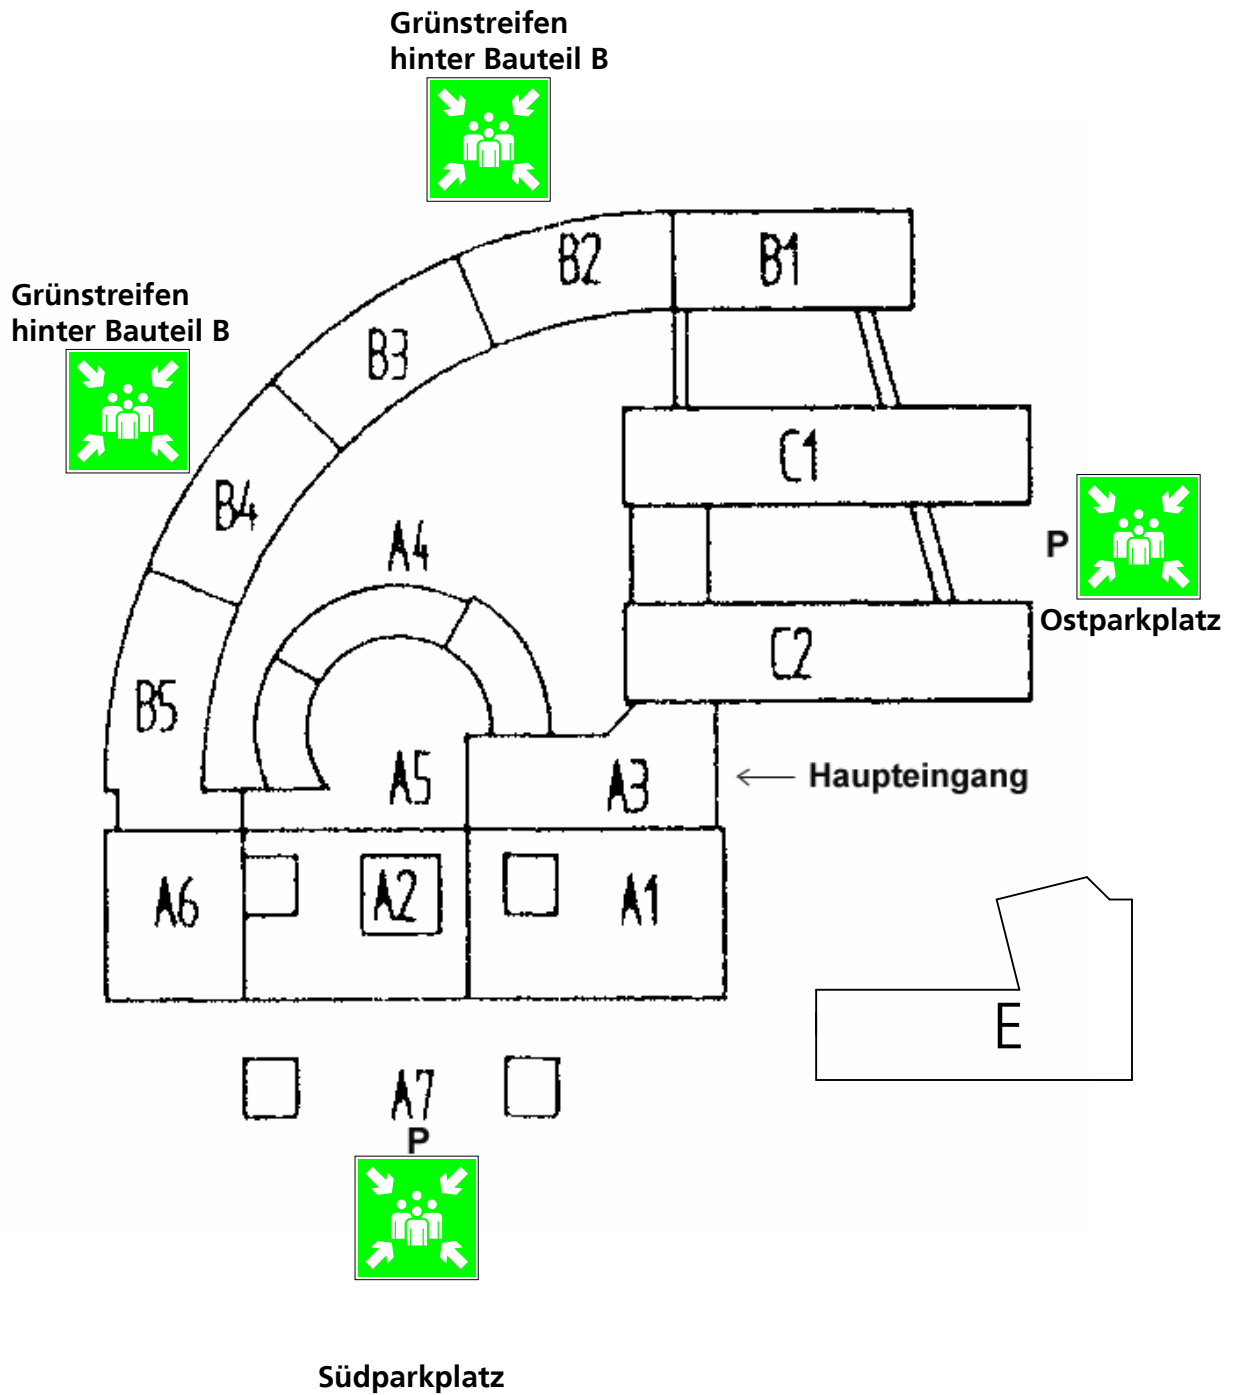 Grünstreifen
hinter Bauteil B
B2
B1
Grünstreifen
hinter Bauteil B
B3
C1
B4
A4
P
Ostparkplatz
C2
B5
A5
A3
Haupteingang
A6
A2
A1
E
A7
P
Südparkplatz